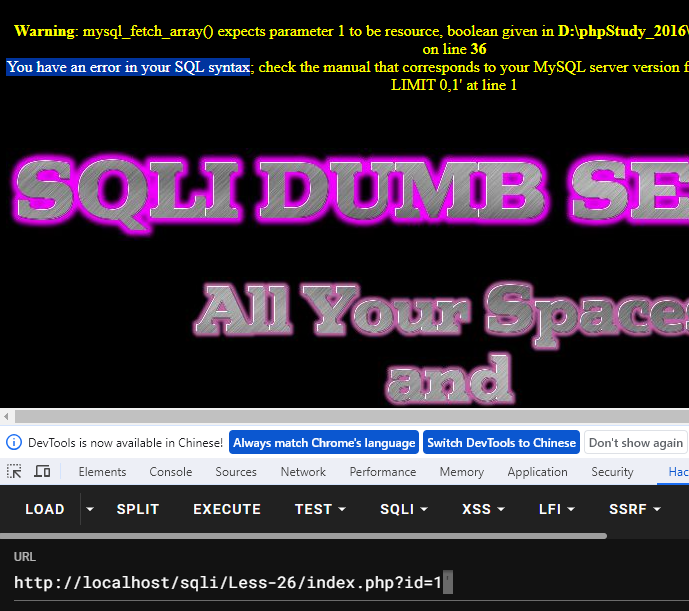 Warning: mysql_fetch_array() expects parameter 1 to be resource, boolean given in D:\phpStudy_2016\
on line 36
You have an error in your SQL syntax; check the manual that corresponds to your MySQL server version f
LIMIT 0,1' at line 1
SQLI DUMB SE
All Your Space
and
DevTools is now available in Chinese! Always match Chrome's language Switch DevTools to Chinese Don't show again
Elements Console Sources Network Performance Memory Application Security Hac
LOAD SPLIT EXECUTE TEST SQLI XSS LFI SSRF
URL
http://localhost/sqli/Less-26/index.php?id=1'